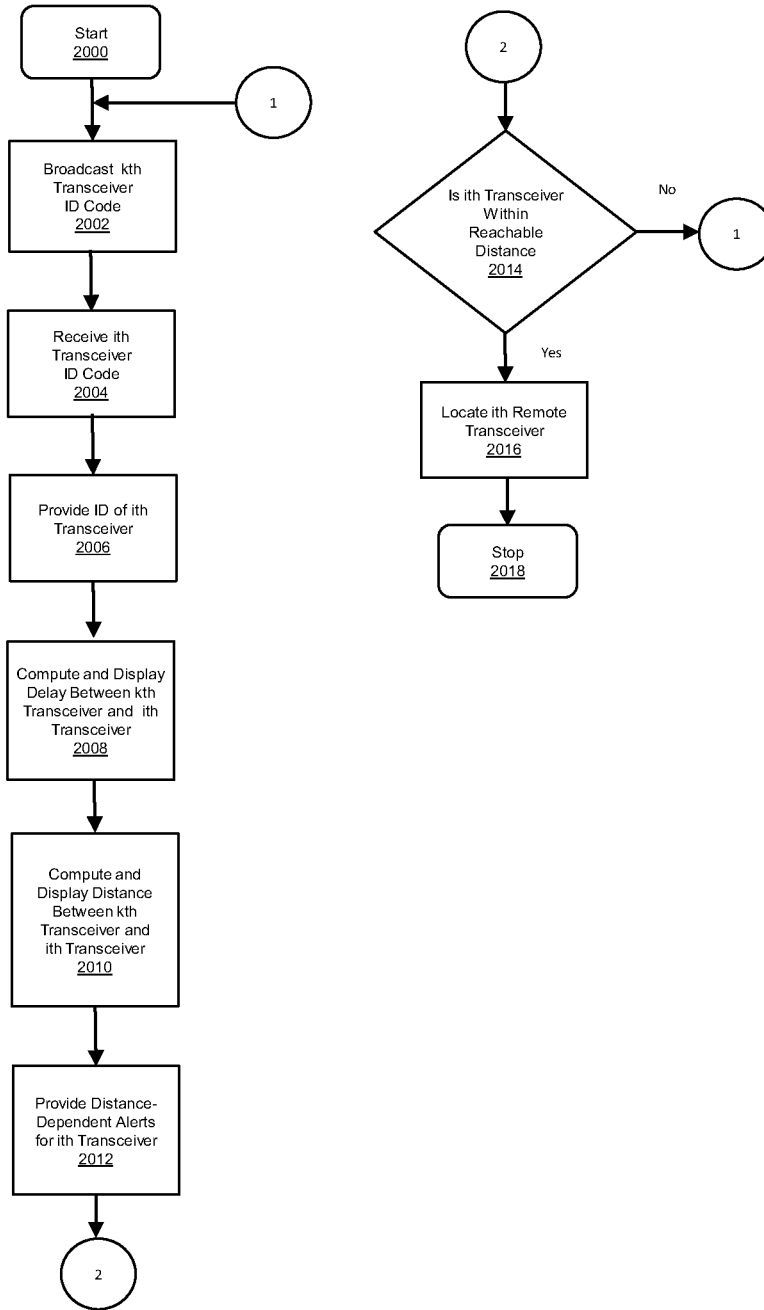 Start
2000
1
Broadcast kth
Transceiver
ID Code
2002
Receive ith
Transceiver
ID Code
2004
Provide ID of ith
Transceiver
2006
Compute and Display
Delay Between kth
Transceiver and ith
Transceiver
2008
Compute and
Display Distance
Between kth
Transceiver and
ith Transceiver
2010
Provide Distance-
Dependent Alerts
for ith Transceiver
2012
2
2
Is ith Transceiver
Within
Reachable
Distance
2014
No
1
Yes
Locate ith Remote
Transceiver
2016
Stop
2018